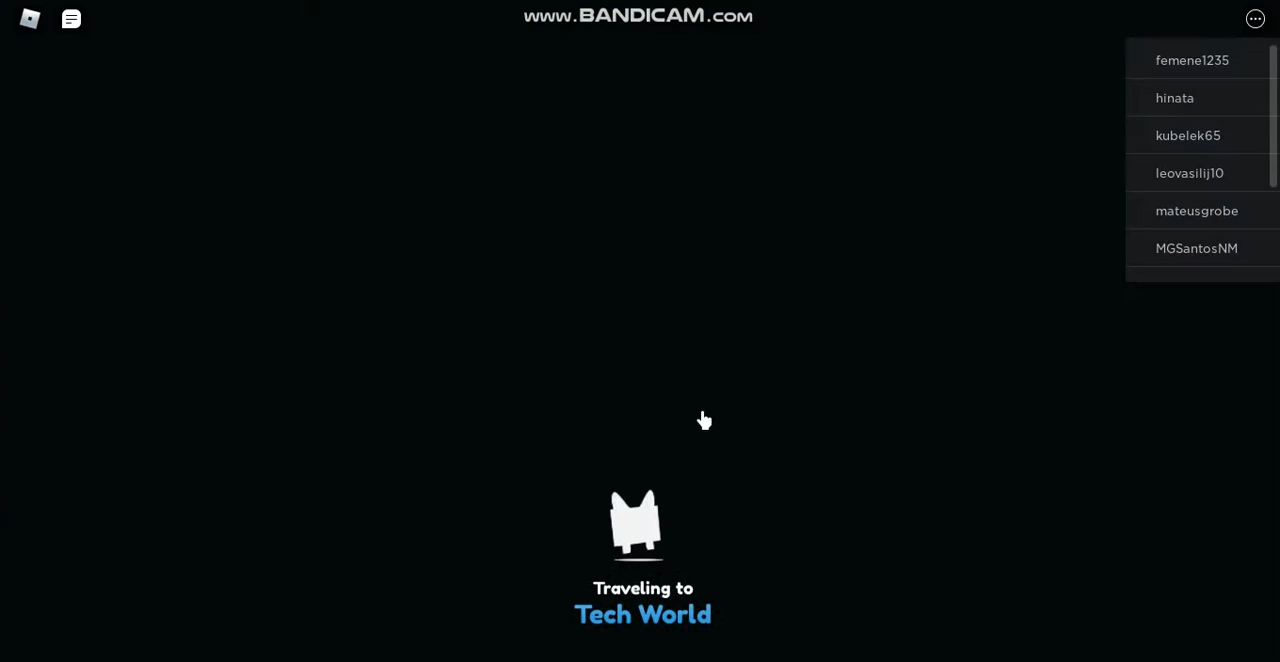 www.BANDICAM.com
femene1235
hinata
kubelek65
leovasilij10
mateusgrobe
MGSantosNM
Traveling to
Tech World